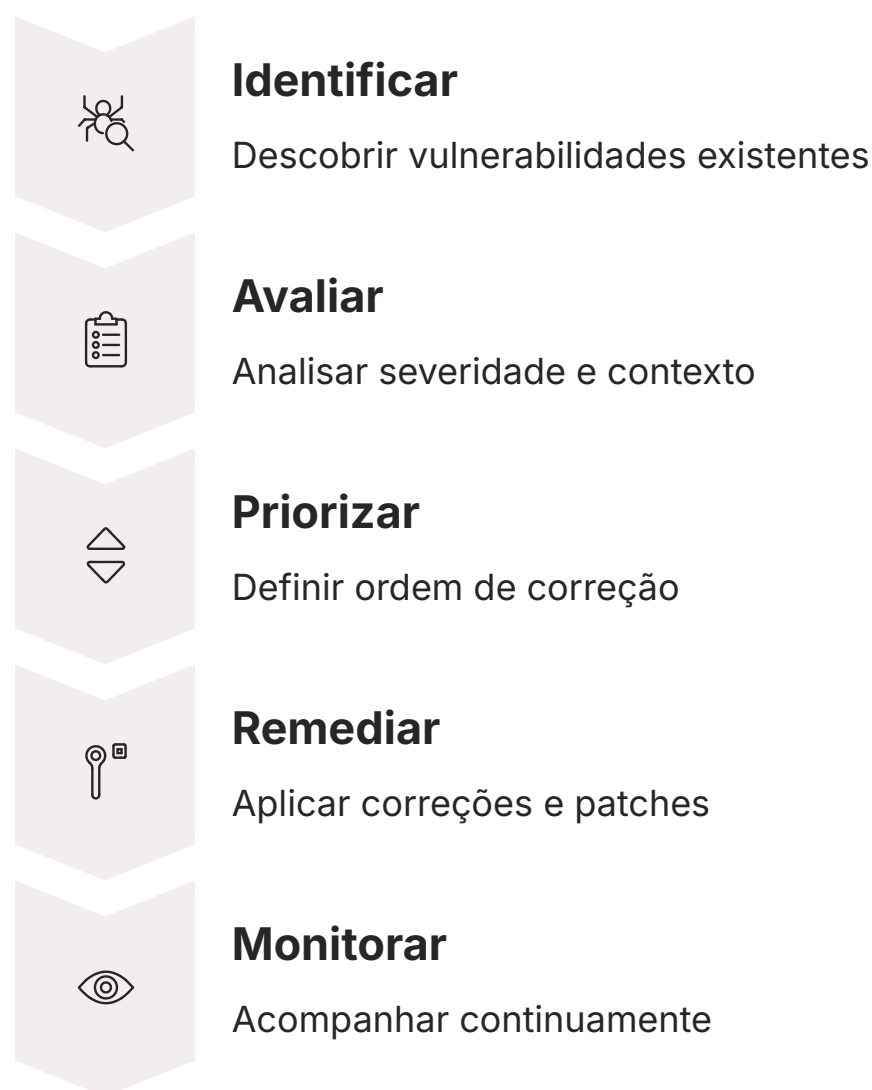 Identificar
Descobrir vulnerabilidades existentes
Avaliar
Analisar severidade e contexto
Priorizar
Definir ordem de correção
Remediar
Aplicar correções e patches
Monitorar
Acompanhar continuamente